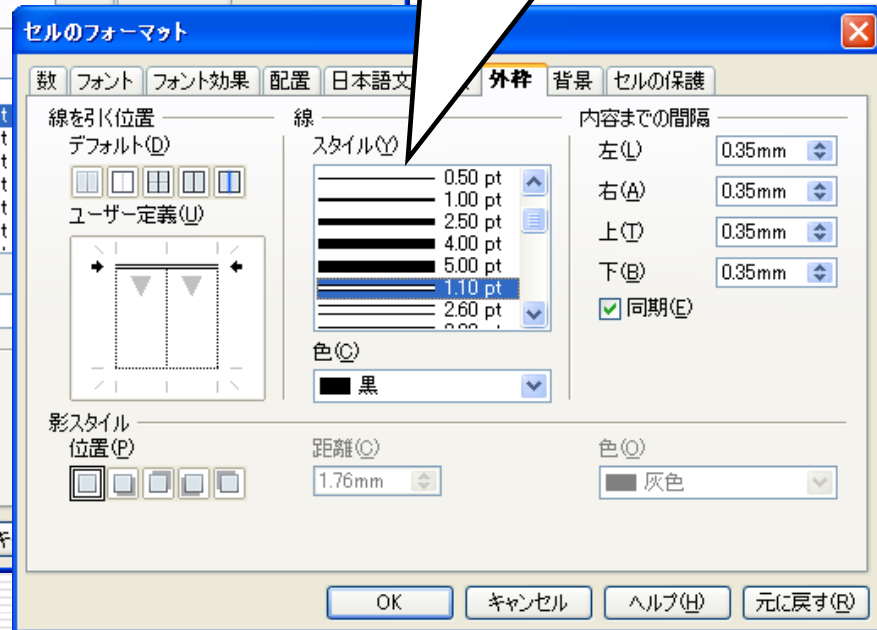 セルのフォーマット
数 フォント フォント効果 配置 日本語文 外枠 背景 セルの保護
線を引く位置
デフォルト(D)
ユーザー定義(U)
線
スタイル(Y)
0.50 pt
1.00 pt
2.50 pt
4.00 pt
5.00 pt
1.10 pt
2.60 pt
色(C)
黒
内容までの間隔
左(L) 0.35mm
右(A) 0.35mm
上(T) 0.35mm
下(B) 0.35mm
同期(E)
影スタイル
位置(P)
距離(C)
1.76mm
色(O)
灰色
OK キャンセル ヘルプ(H) 元に戻す(R)